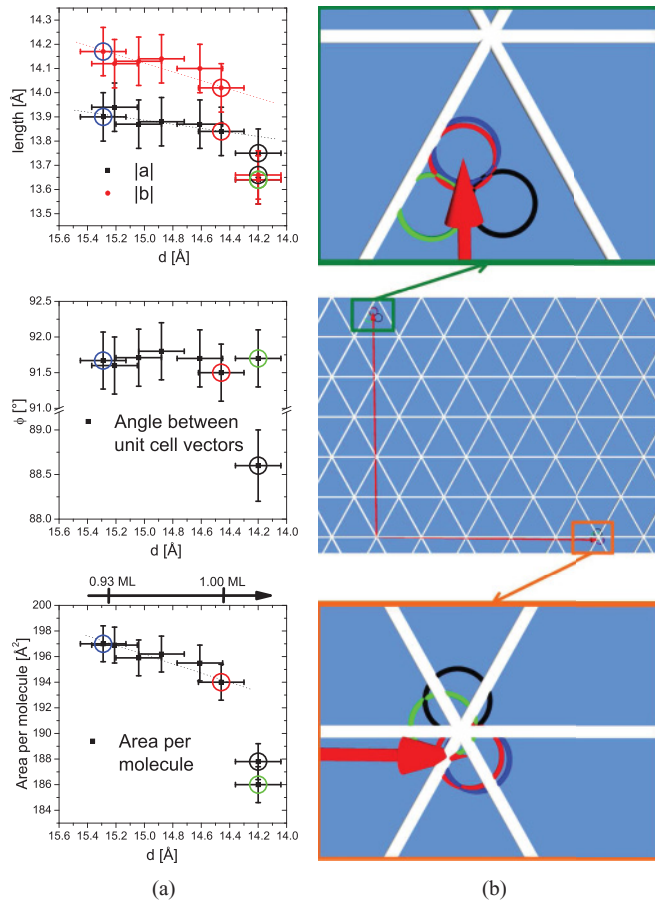 14.3
14.2
14.1
14.0
13.9
13.8
13.7
13.6
13.5
length [Å]
|a|
|b|
15.6 15.4 15.2 15.0 14.8 14.6 14.4 14.2 14.0
d [Å]
92.5
92.0
91.5
91.0
89.0
88.5
88.0
ϕ [°]
Angle between
unit cell vectors
15.6 15.4 15.2 15.0 14.8 14.6 14.4 14.2 14.0
d [Å]
0.93 ML 1.00 ML
200
198
196
194
192
190
188
186
184
Area per molecule [Å²]
Area per
molecule
15.6 15.4 15.2 15.0 14.8 14.6 14.4 14.2 14.0
d [Å]
(a) (b)